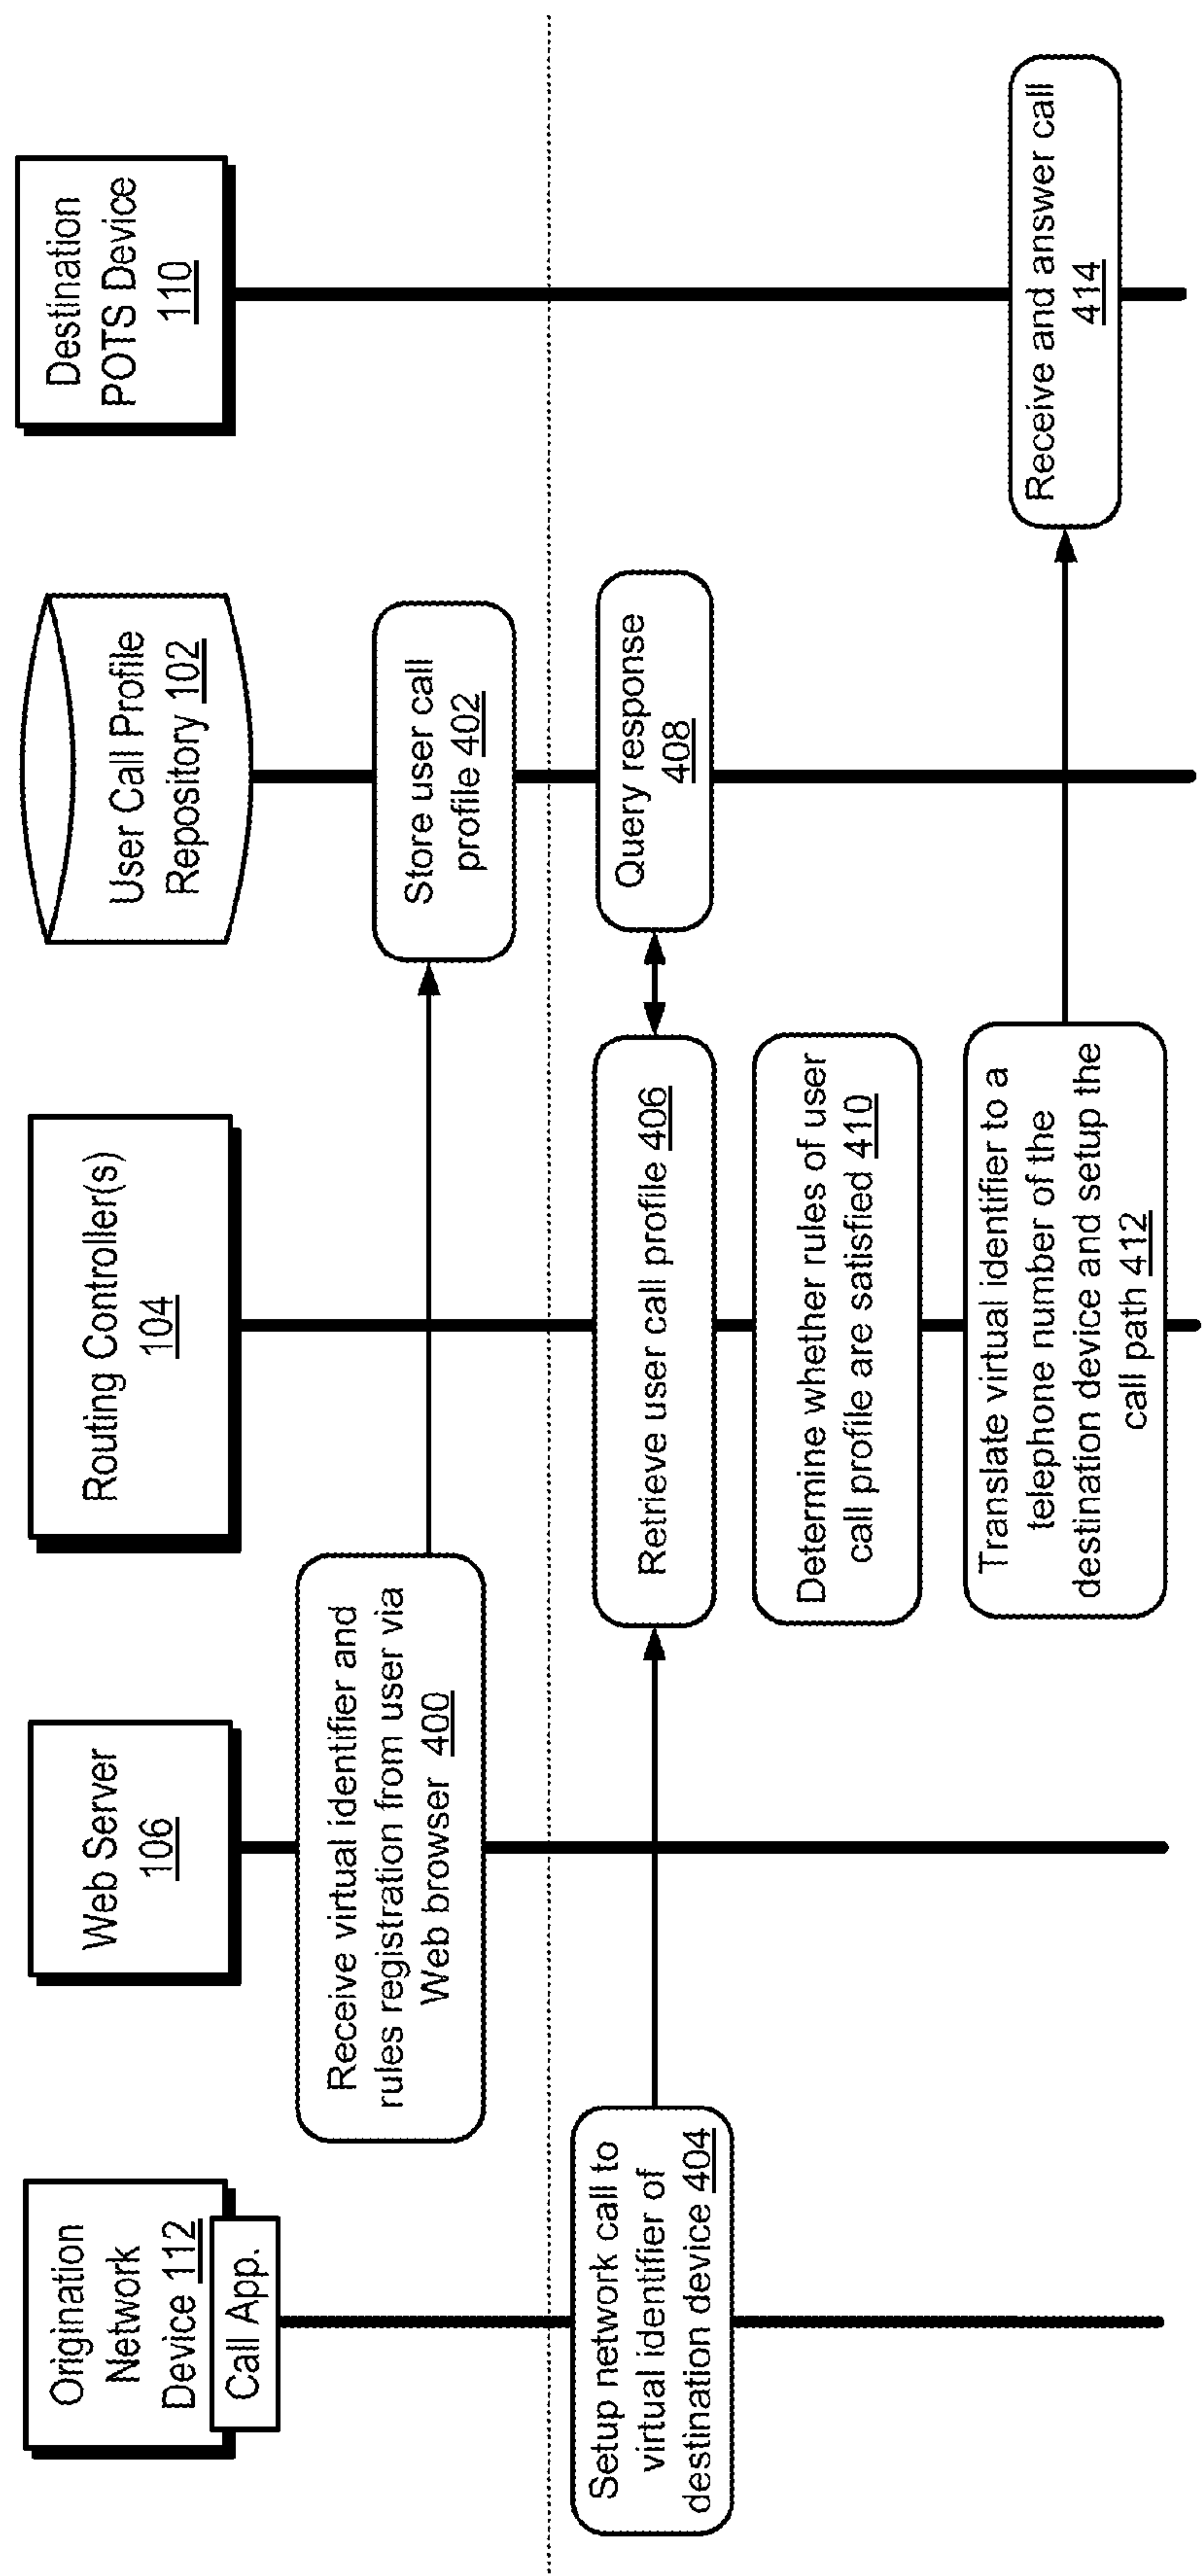 Origination
Network
Device 112
Call App.
Web Server
106
Routing Controller(s)
104
User Call Profile
Repository 102
Destination
POTS Device
110
Receive virtual identifier and
rules registration from user via
Web browser 400
Store user call
profile 402
Setup network call to
virtual identifier of
destination device 404
Retrieve user call profile 406
Query response
408
Determine whether rules of user
call profile are satisfied 410
Translate virtual identifier to a
telephone number of the
destination device and setup the
call path 412
Receive and answer call
414